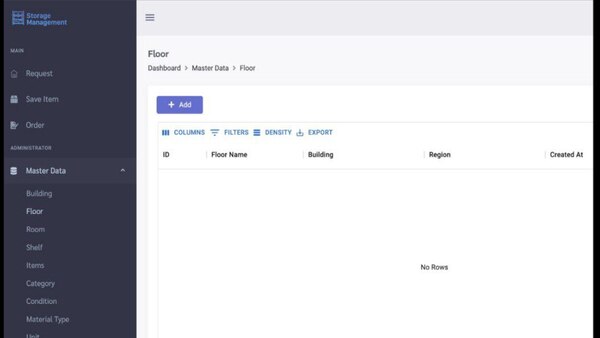 Storage
Management
MAIN
Request
Save Item
Order
ADMINISTRATOR
Master Data
Building
Floor
Room
Shelf
Items
Category
Condition
Material Type
Unit
Floor
Dashboard > Master Data > Floor
+ Add
COLUMNS FILTERS DENSITY EXPORT
ID Floor Name Building Region Created At
No Rows